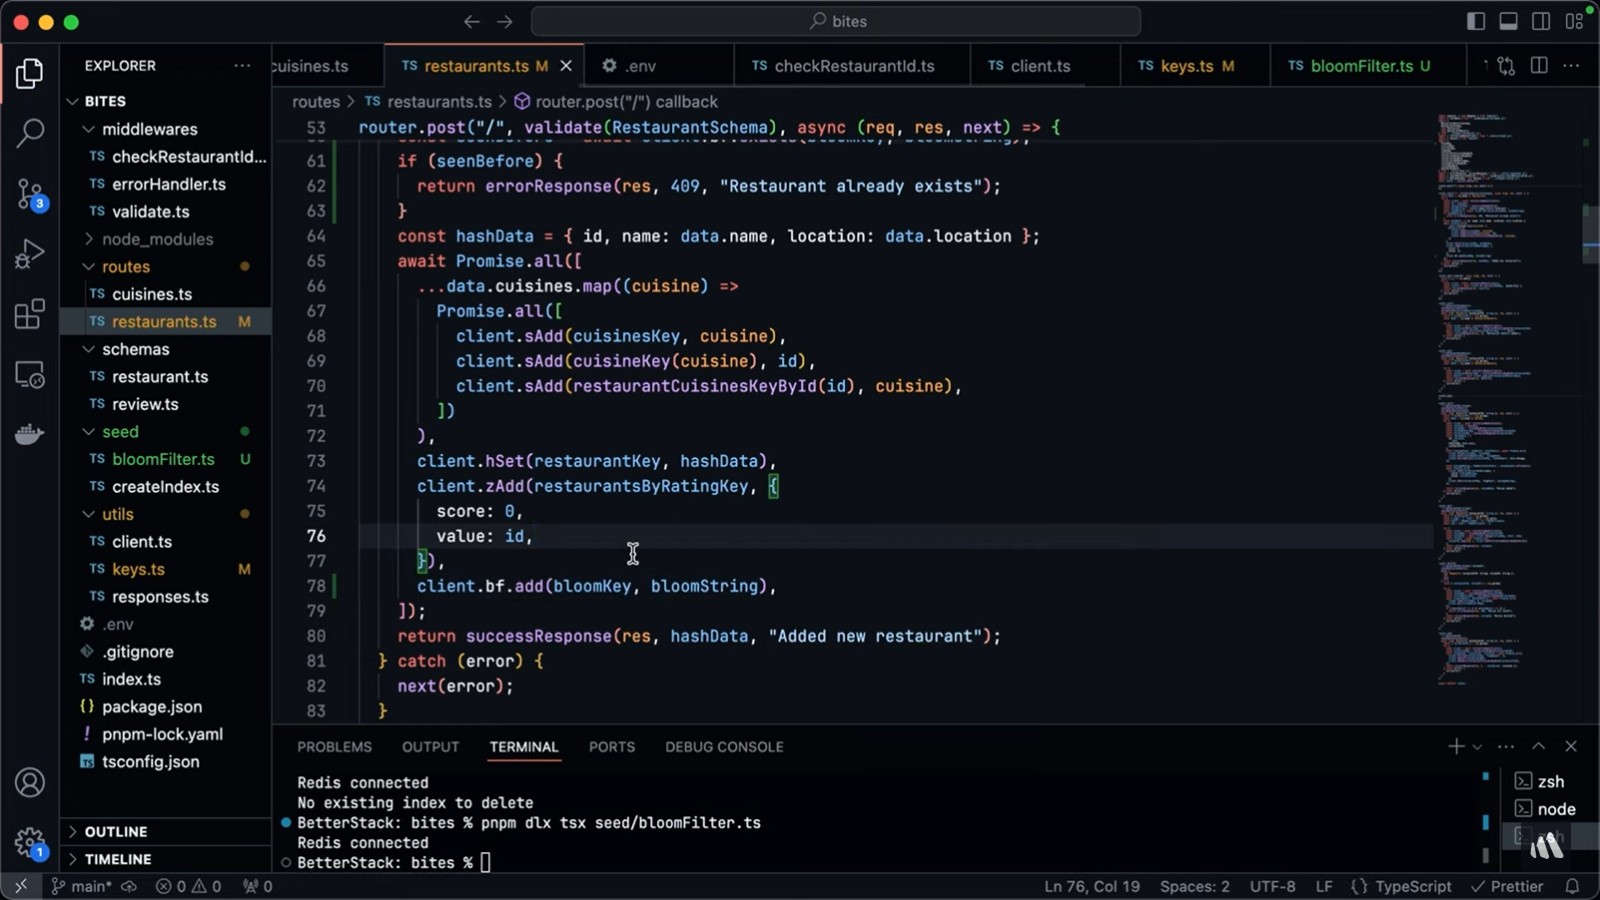 bites
EXPLORER
cuisines.ts
TS restaurants.ts M
.env
TS checkRestaurantId.ts
TS client.ts
TS keys.ts M
TS bloomFilter.ts U
routes > TS restaurants.ts > router.post("/") callback
BITES
middlewares
TS checkRestaurantId...
TS errorHandler.ts
TS validate.ts
node_modules
routes
TS cuisines.ts
TS restaurants.ts M
schemas
TS restaurant.ts
TS review.ts
seed
TS bloomFilter.ts U
TS createIndex.ts
utils
TS client.ts
TS keys.ts M
TS responses.ts
.env
.gitignore
TS index.ts
{} package.json
! pnpm-lock.yaml
TS tsconfig.json
OUTLINE
TIMELINE
3
1
53 router.post("/", validate(RestaurantSchema), async (req, res, next) => {
61 if (seenBefore) {
62 return errorResponse(res, 409, "Restaurant already exists");
63 }
64 const hashData = { id, name: data.name, location: data.location };
65 await Promise.all([
66 ...data.cuisines.map((cuisine) =>
67 Promise.all([
68 client.sAdd(cuisinesKey, cuisine),
69 client.sAdd(cuisineKey(cuisine), id),
70 client.sAdd(restaurantCuisinesKeyById(id), cuisine),
71 ])
72 ),
73 client.hSet(restaurantKey, hashData),
74 client.zAdd(restaurantsByRatingKey, {
75 score: 0,
76 value: id,
77 }),
78 client.bf.add(bloomKey, bloomString),
79 ]);
80 return successResponse(res, hashData, "Added new restaurant");
81 } catch (error) {
82 next(error);
83 }
PROBLEMS OUTPUT TERMINAL PORTS DEBUG CONSOLE
Redis connected
No existing index to delete
BetterStack: bites % pnpm dlx tsx seed/bloomFilter.ts
Redis connected
BetterStack: bites %
zsh
node
main* 0 0 0
Ln 76, Col 19 Spaces: 2 UTF-8 LF {} TypeScript Prettier